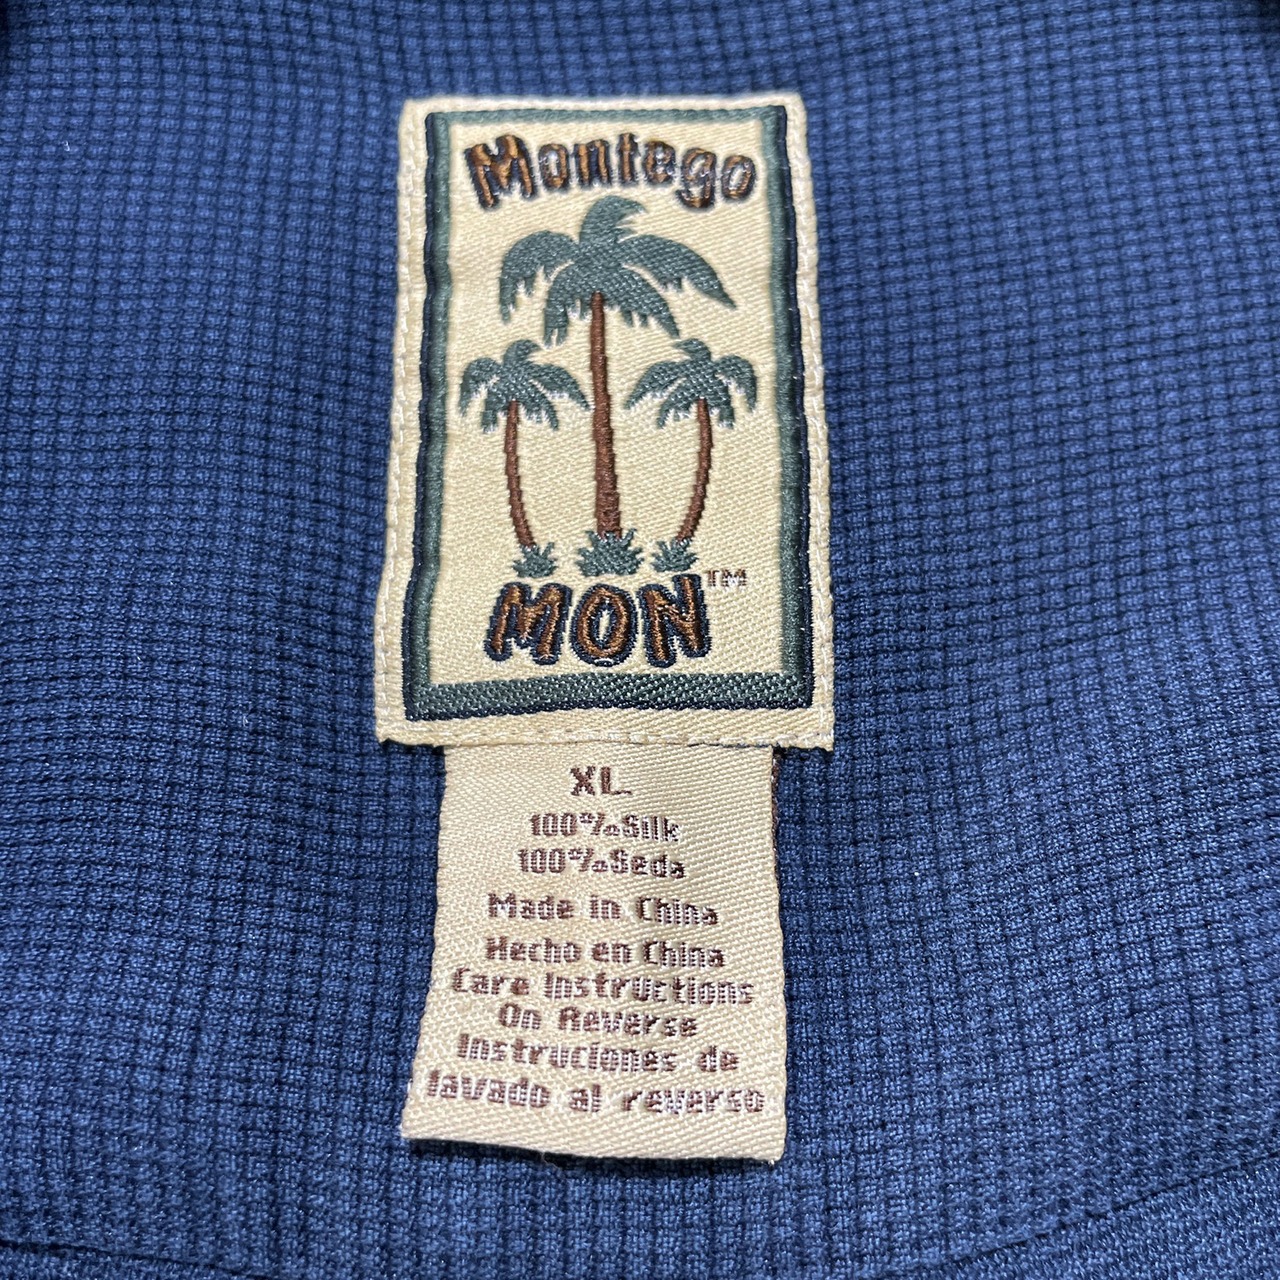 Montego
MON™
XL
100%Silk
100%Seda
Made in China
Hecho en China
Care Instructions
On Reverse
Instruciones de
lavado al reverso